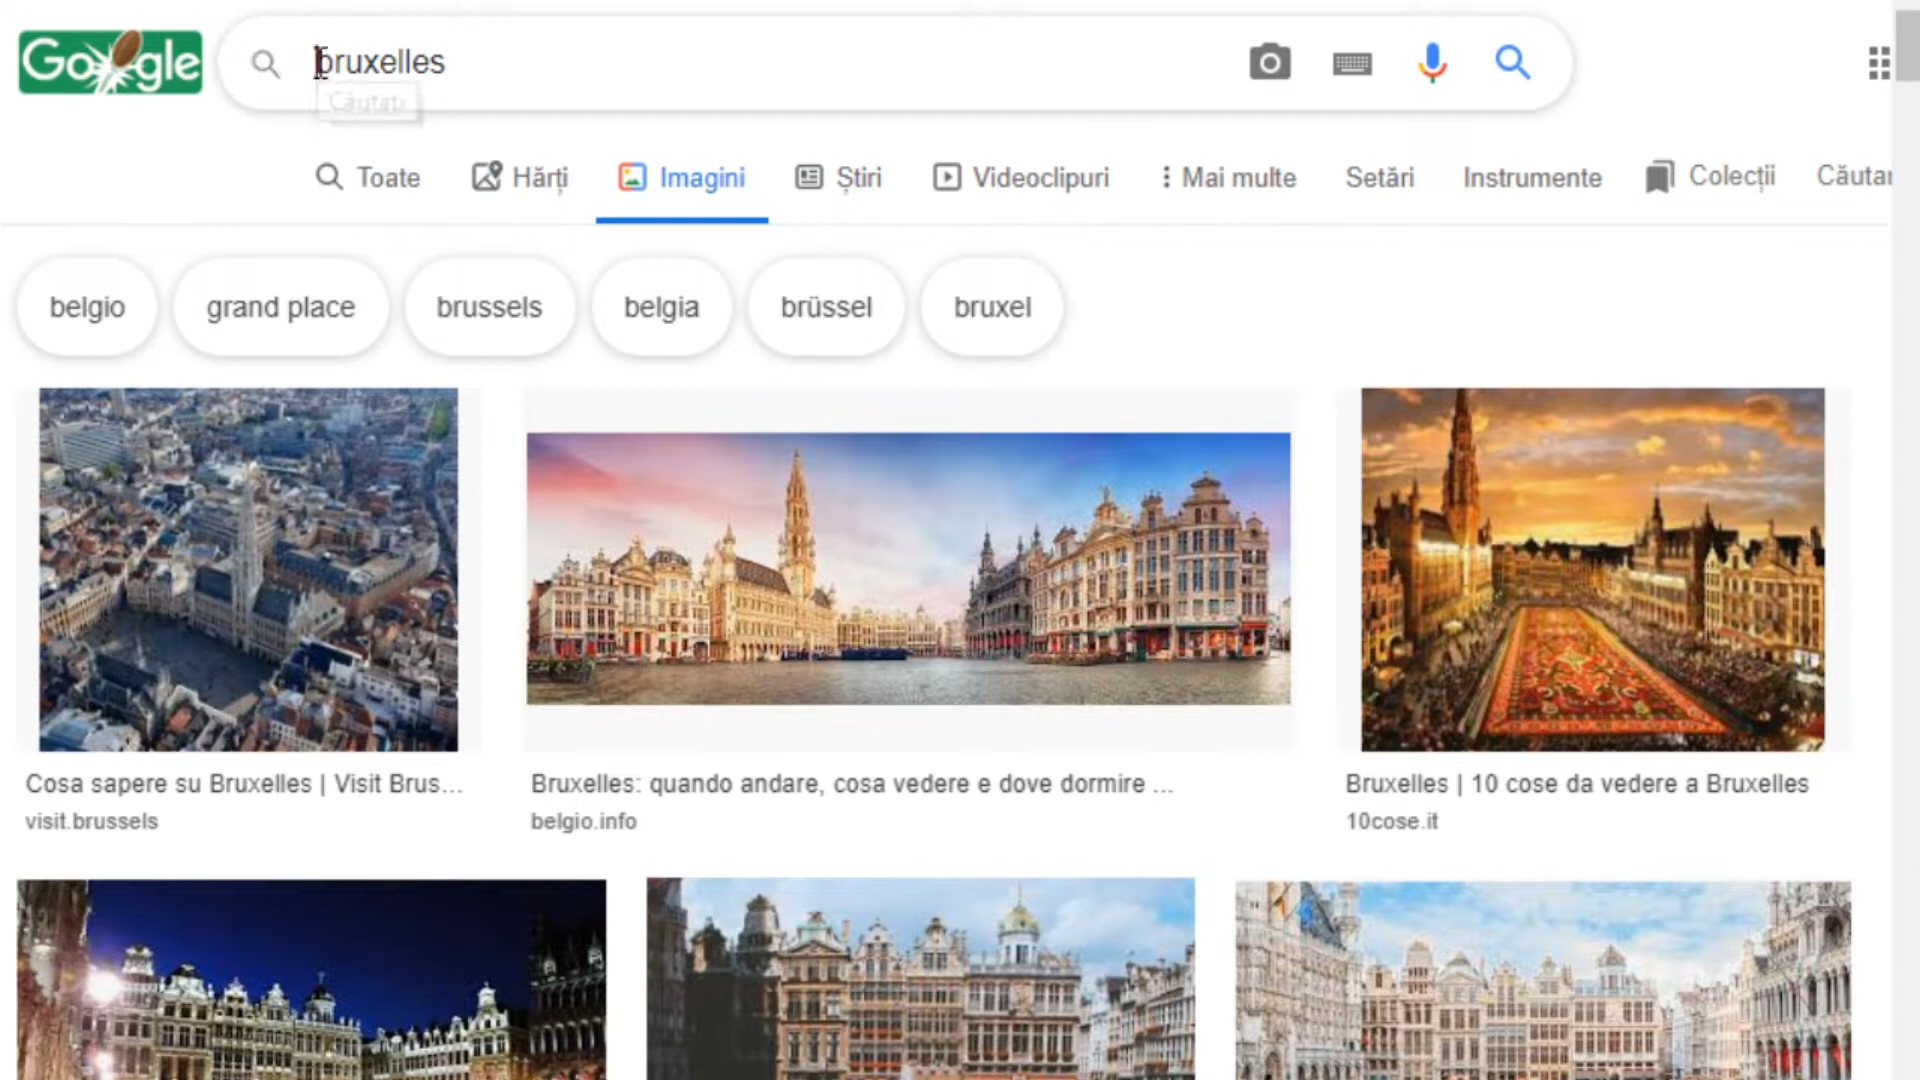 Google
bruxelles
Căutați
Toate
Hărți
Imagini
Știri
Videoclipuri
Mai multe
Setări
Instrumente
Colecții
Căutar
belgio
grand place
brussels
belgia
brüssel
bruxel
Cosa sapere su Bruxelles | Visit Brus...
visit.brussels
Bruxelles: quando andare, cosa vedere e dove dormire ...
belgio.info
Bruxelles | 10 cose da vedere a Bruxelles
10cose.it